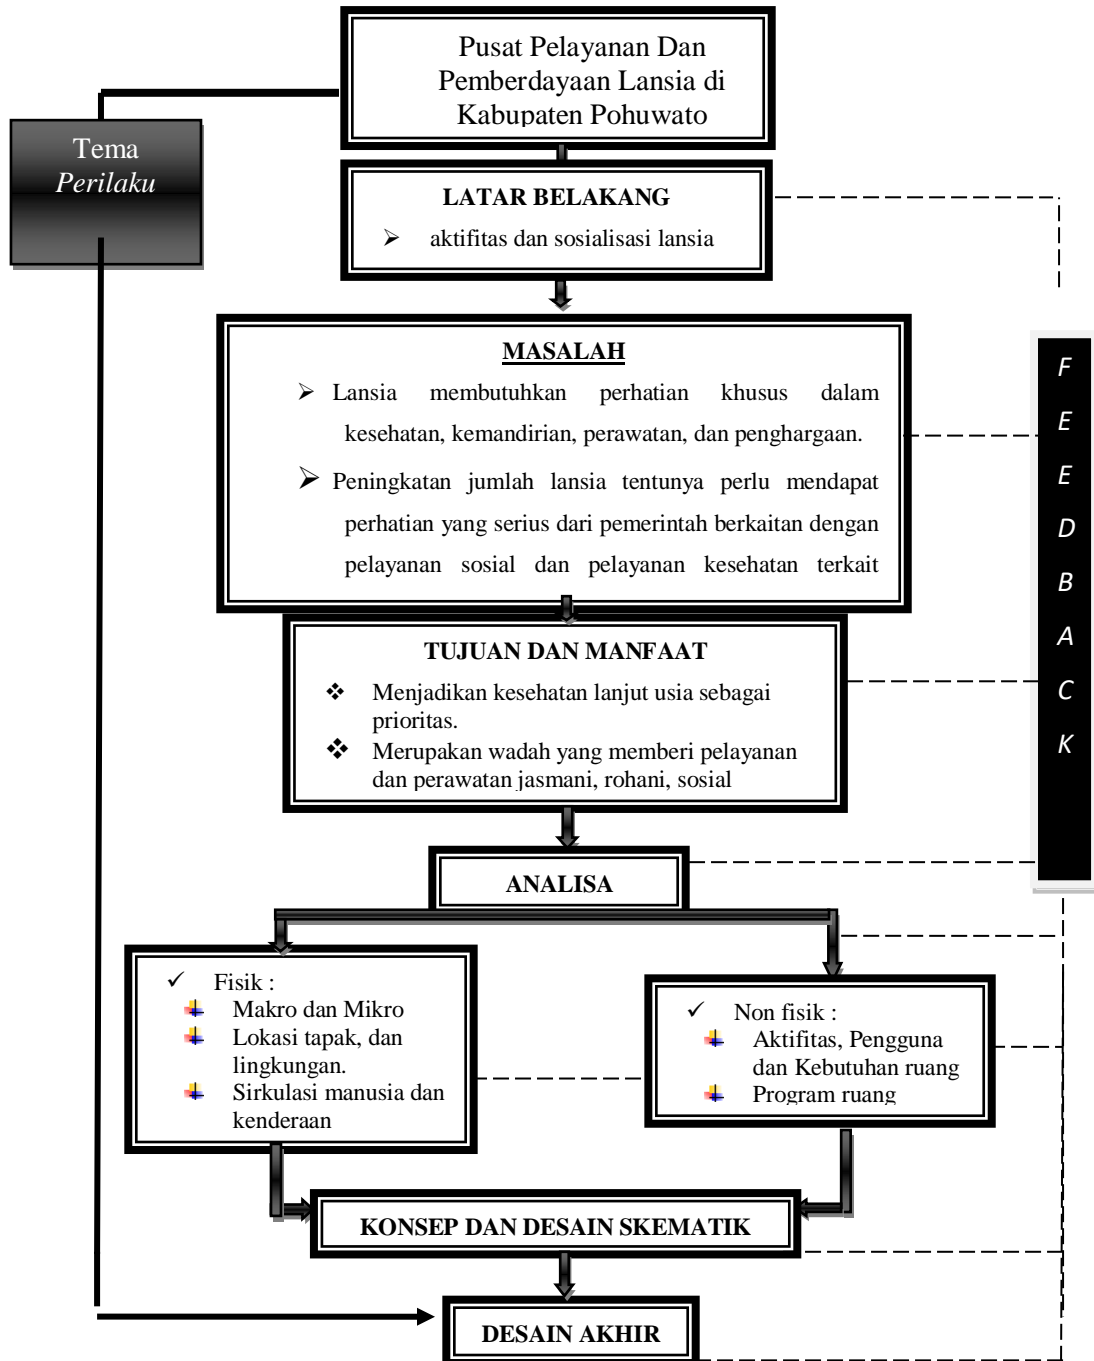 Pusat Pelayanan Dan
Pemberdayaan Lansia di
Kabupaten Pohuwato
Tema
Perilaku
LATAR BELAKANG
➢ aktifitas dan sosialisasi lansia
MASALAH
➢ Lansia membutuhkan perhatian khusus dalam
kesehatan, kemandirian, perawatan, dan penghargaan.
➢ Peningkatan jumlah lansia tentunya perlu mendapat
perhatian yang serius dari pemerintah berkaitan dengan
pelayanan sosial dan pelayanan kesehatan terkait
F
E
E
D
B
A
C
K
TUJUAN DAN MANFAAT
❖ Menjadikan kesehatan lanjut usia sebagai
prioritas.
❖ Merupakan wadah yang memberi pelayanan
dan perawatan jasmani, rohani, sosial
ANALISA
✓ Fisik :
Makro dan Mikro
Lokasi tapak, dan
lingkungan.
Sirkulasi manusia dan
kenderaan
✓ Non fisik :
Aktifitas, Pengguna
dan Kebutuhan ruang
Program ruang
KONSEP DAN DESAIN SKEMATIK
DESAIN AKHIR